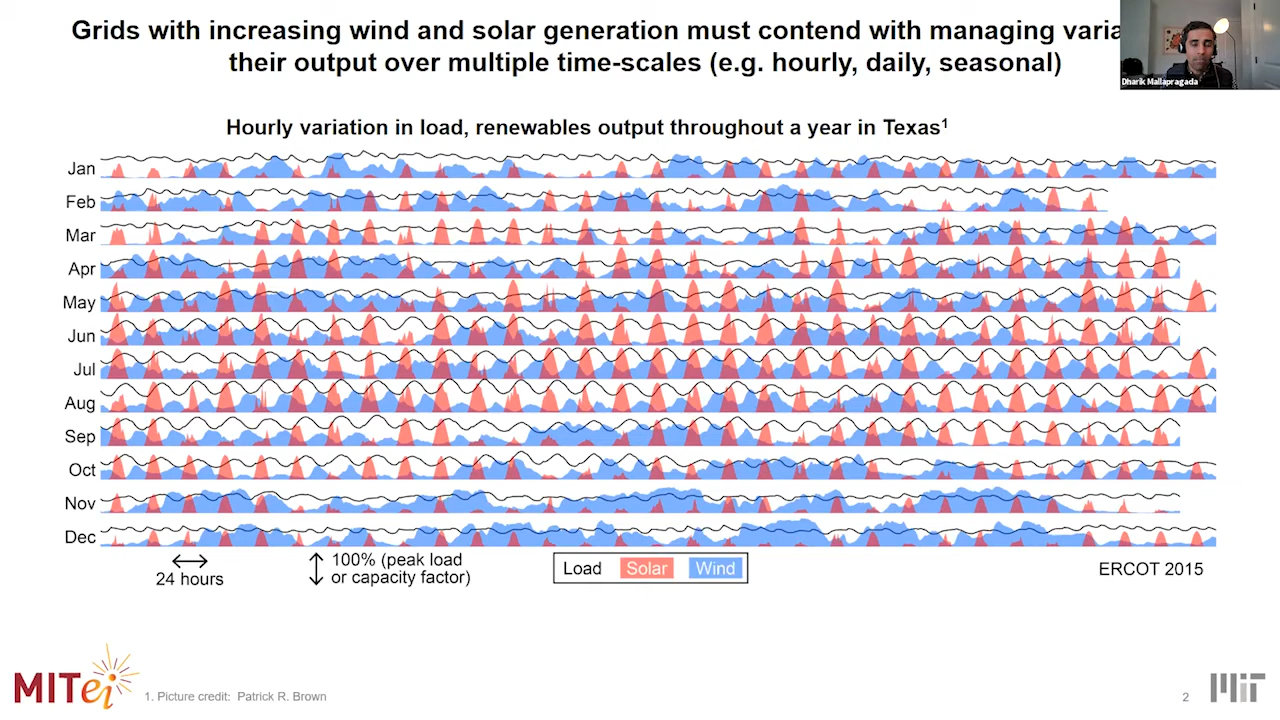 Grids with increasing wind and solar generation must contend with managing
their output over multiple time-scales (e.g. hourly, daily, seasonal)
Dharik Mallapragada
Hourly variation in load, renewables output throughout a year in Texas1
Jan
Feb
Mar
Apr
May
Jun
Jul
Aug
Sep
Oct
Nov
Dec
24 hours
100% (peak load
or capacity factor)
Load Solar Wind
ERCOT 2015
MITei
1. Picture credit: Patrick R. Brown
2
MIT